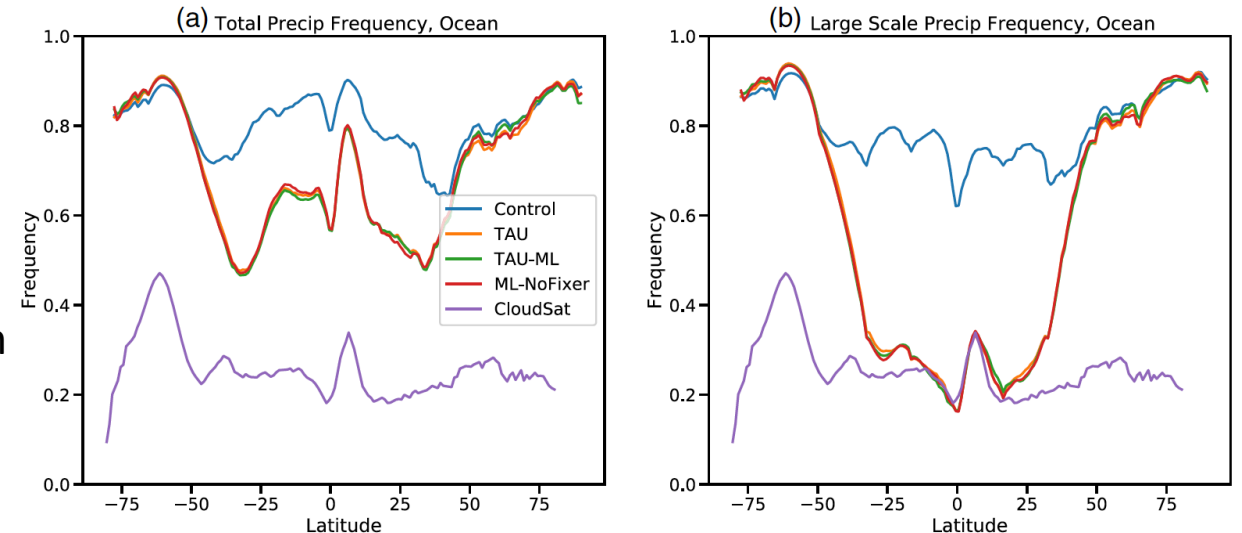 (a) Total Precip Frequency, Ocean
1.0
0.8
0.6
0.4
0.2
0.0
Frequency
−75 −50 −25 0 25 50 75
Latitude
Control
TAU
TAU-ML
ML-NoFixer
CloudSat
(b) Large Scale Precip Frequency, Ocean
1.0
0.8
0.6
0.4
0.2
0.0
Frequency
−75 −50 −25 0 25 50 75
Latitude